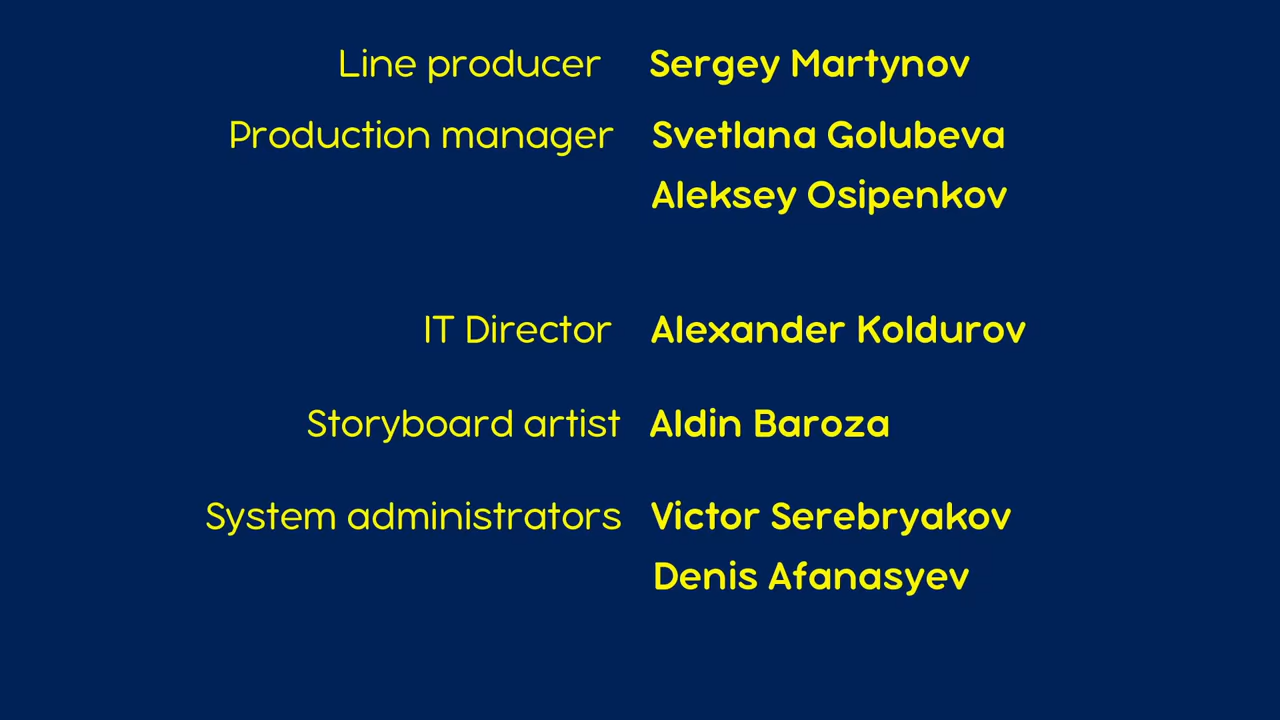 Line producer Sergey Martynov
Production manager Svetlana Golubeva
Aleksey Osipenkov
IT Director Alexander Koldurov
Storyboard artist Aldin Baroza
System administrators Victor Serebryakov
Denis Afanasyev